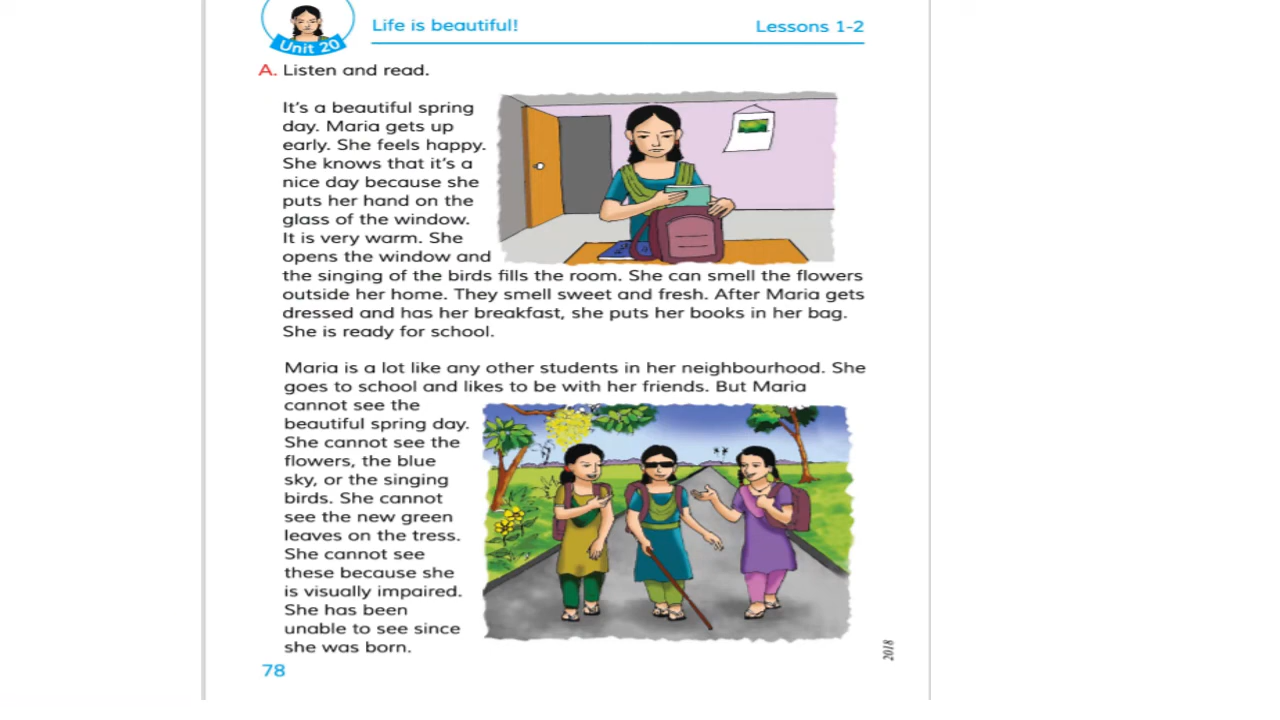 Life is beautiful!
Lessons 1-2
Unit 20
A. Listen and read.
It's a beautiful spring
day. Maria gets up
early. She feels happy.
She knows that it's a
nice day because she
puts her hand on the
glass of the window.
It is very warm. She
opens the window and
the singing of the birds fills the room. She can smell the flowers
outside her home. They smell sweet and fresh. After Maria gets
dressed and has her breakfast, she puts her books in her bag.
She is ready for school.
Maria is a lot like any other students in her neighbourhood. She
goes to school and likes to be with her friends. But Maria
cannot see the
beautiful spring day.
She cannot see the
flowers, the blue
sky, or the singing
birds. She cannot
see the new green
leaves on the tress.
She cannot see
these because she
is visually impaired.
She has been
unable to see since
she was born.
78
2018